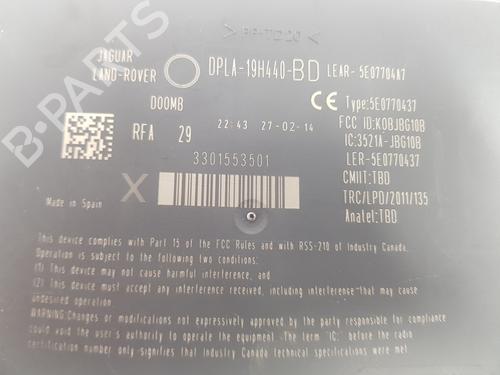 >PP-TD20<
JAGUAR
LAND-ROVER
DPLA-19H440-BD
LEAR-5E07704A7
D00MB
CE Type:5E0770437
RFA 29
22:43 27-02-14
FCC ID:KOBJBG10B
IC:3521A-JBG10B
3301553501
LER-5E0770437
CMIIT:TBD
X
TRC/LPD/2011/135
Made in Spain
Anatel:TBD
This device complies with Part 15 of the FCC Rules and with RSS-210 of Industry Canada.
Operation is subject to the following two conditions:
(1) This device may not cause harmful interference, and
(2) This device must accept any interference received, including interference that may cause
undesired operation.
WARNING:Changes or modifications not approved by the party responsible for compliance
could void the user's authority to operate the equipment. The term "IC:" before the radio
certification number only signifies that Industry Canada technical specifications were met.
B-PARTS